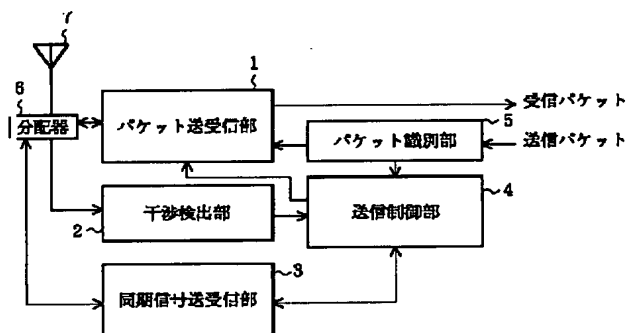 7
6
1
受信パケット
分配器
パケット送受信部
5
送信パケット
パケット識別部
4
干渉検出部
送信制御部
2
3
同期信号送受信部